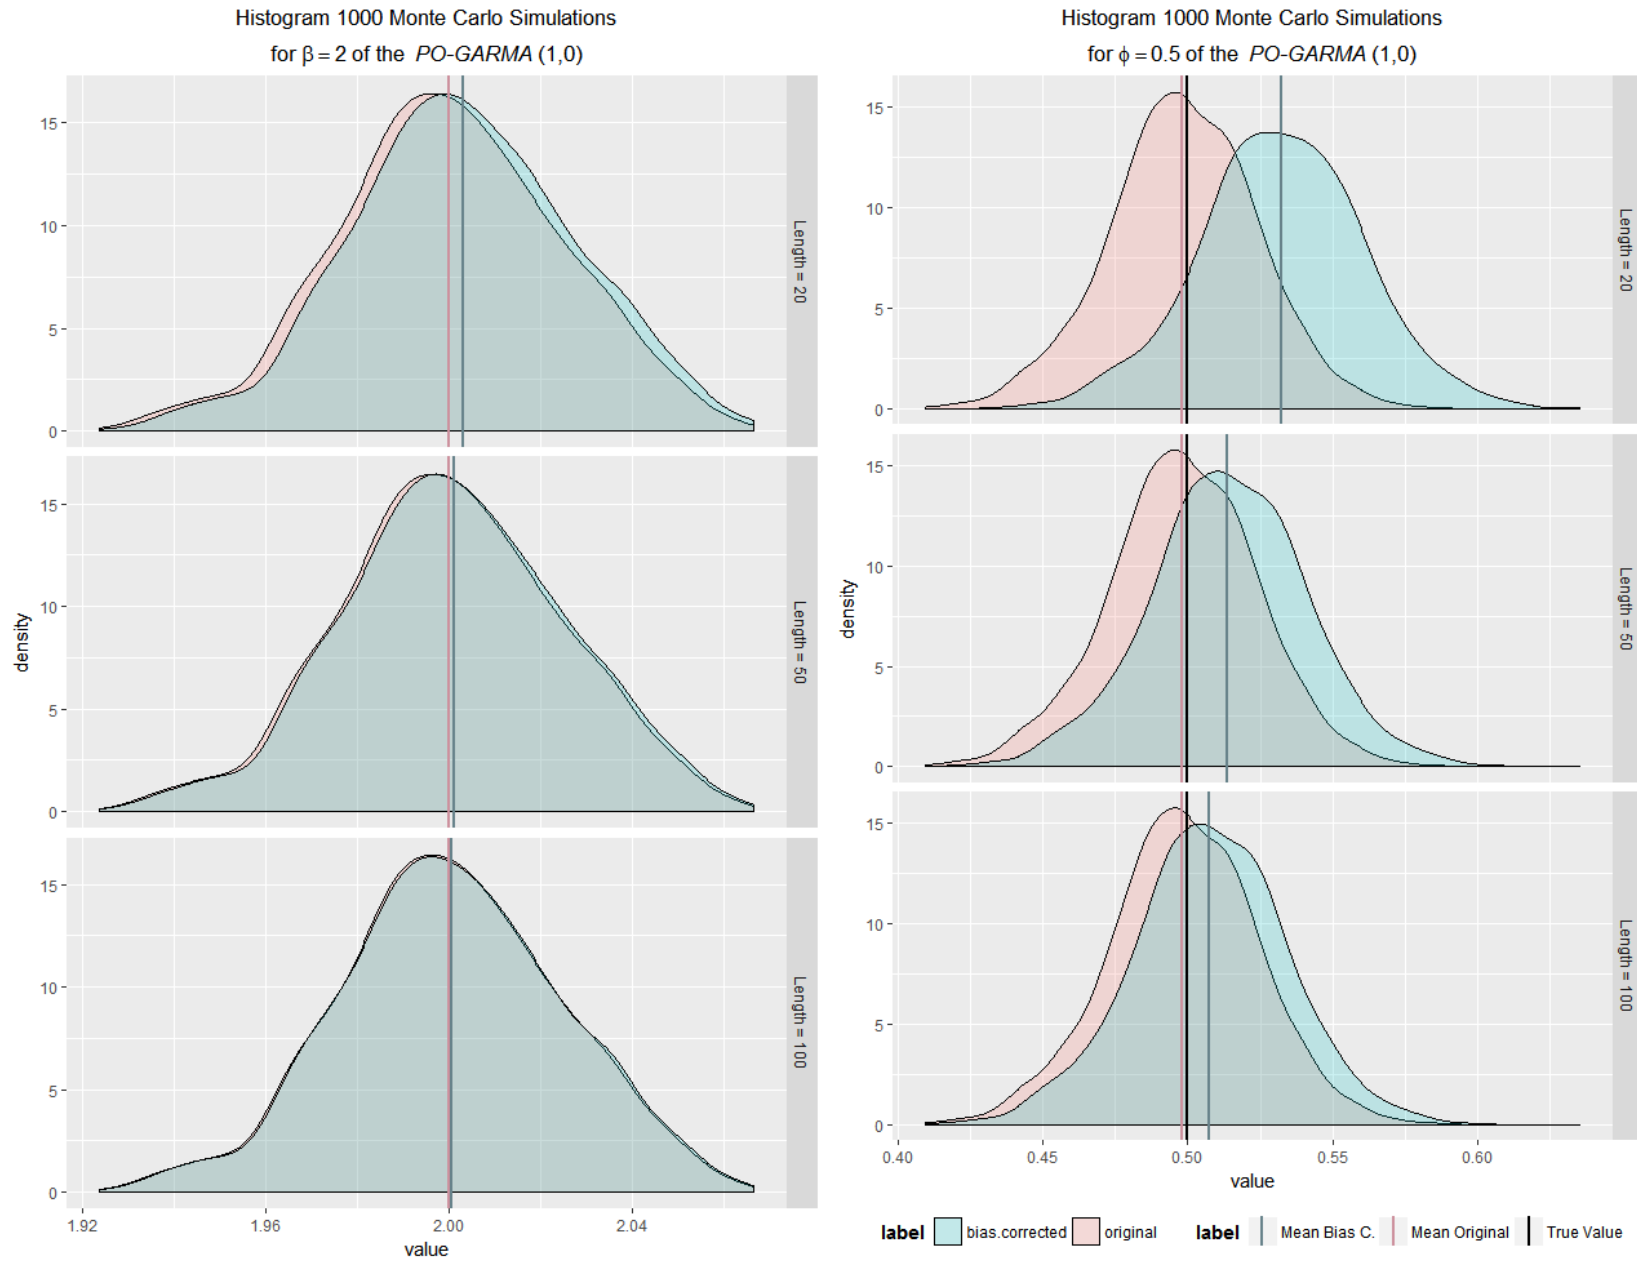 Histogram 1000 Monte Carlo Simulations
for β = 2 of the PO-GARMA (1,0)
density
15
10
5
0
Length = 20
15
10
5
0
Length = 50
15
10
5
0
Length = 100
1.92
1.96
2.00
2.04
value
Histogram 1000 Monte Carlo Simulations
for ϕ = 0.5 of the PO-GARMA (1,0)
density
15
10
5
0
Length = 20
15
10
5
0
Length = 50
15
10
5
0
Length = 100
0.40
0.45
0.50
0.55
0.60
value
label bias.corrected original label Mean Bias C. Mean Original True Value